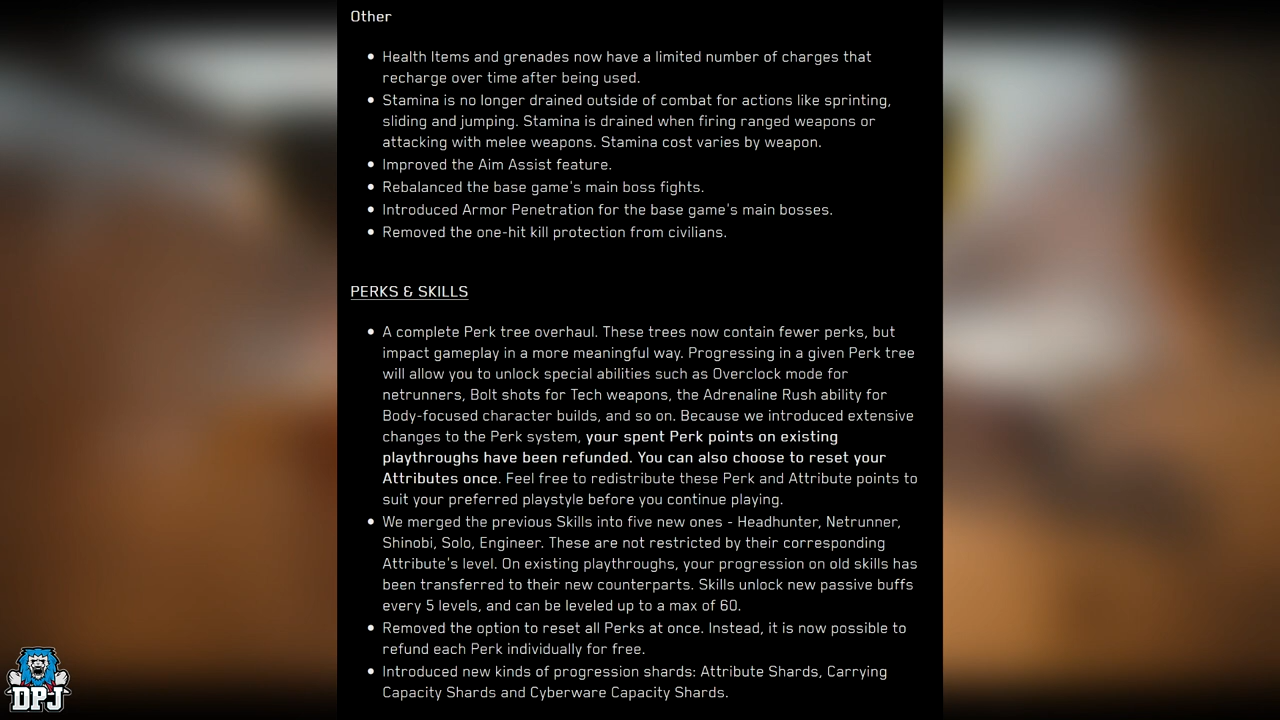 Other
• Health Items and grenades now have a limited number of charges that
recharge over time after being used.
• Stamina is no longer drained outside of combat for actions like sprinting,
sliding and jumping. Stamina is drained when firing ranged weapons or
attacking with melee weapons. Stamina cost varies by weapon.
• Improved the Aim Assist feature.
• Rebalanced the base game's main boss fights.
• Introduced Armor Penetration for the base game's main bosses.
• Removed the one-hit kill protection from civilians.
PERKS & SKILLS
• A complete Perk tree overhaul. These trees now contain fewer perks, but
impact gameplay in a more meaningful way. Progressing in a given Perk tree
will allow you to unlock special abilities such as Overclock mode for
netrunners, Bolt shots for Tech weapons, the Adrenaline Rush ability for
Body-focused character builds, and so on. Because we introduced extensive
changes to the Perk system, your spent Perk points on existing
playthroughs have been refunded. You can also choose to reset your
Attributes once. Feel free to redistribute these Perk and Attribute points to
suit your preferred playstyle before you continue playing.
• We merged the previous Skills into five new ones - Headhunter, Netrunner,
Shinobi, Solo, Engineer. These are not restricted by their corresponding
Attribute's level. On existing playthroughs, your progression on old skills has
been transferred to their new counterparts. Skills unlock new passive buffs
every 5 levels, and can be leveled up to a max of 60.
• Removed the option to reset all Perks at once. Instead, it is now possible to
refund each Perk individually for free.
• Introduced new kinds of progression shards: Attribute Shards, Carrying
Capacity Shards and Cyberware Capacity Shards.
DPJ